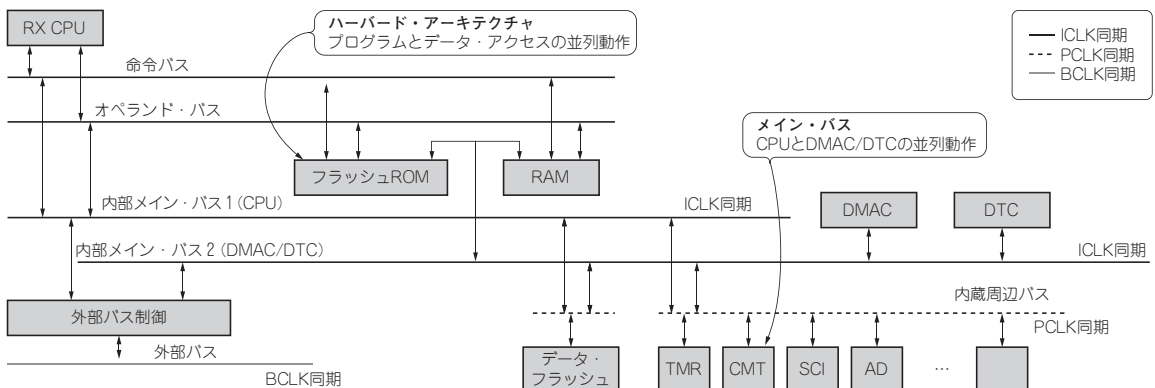 RX CPU
ハーバード・アーキテクチャ
プログラムとデータ・アクセスの並列動作
ICLK同期
PCLK同期
BCLK同期
命令バス
オペランド・バス
メイン・バス
CPUとDMAC/DTCの並列動作
フラッシュROM
RAM
内部メイン・バス1(CPU)
ICLK同期
DMAC
DTC
内部メイン・バス2(DMAC/DTC)
ICLK同期
内蔵周辺バス
外部バス制御
PCLK同期
外部バス
BCLK同期
データ・
フラッシュ
TMR
CMT
SCI
AD
…